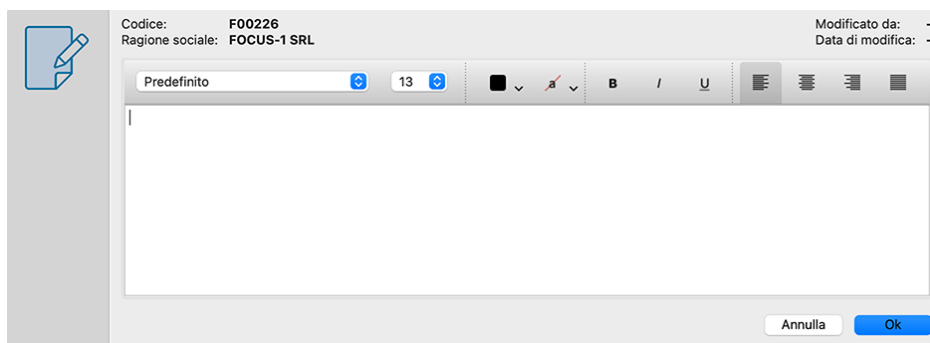 Codice: F00226 Modificato da: -
Ragione sociale: FOCUS-1 SRL Data di modifica: -
Predefinito 13 a B I U
Annulla Ok